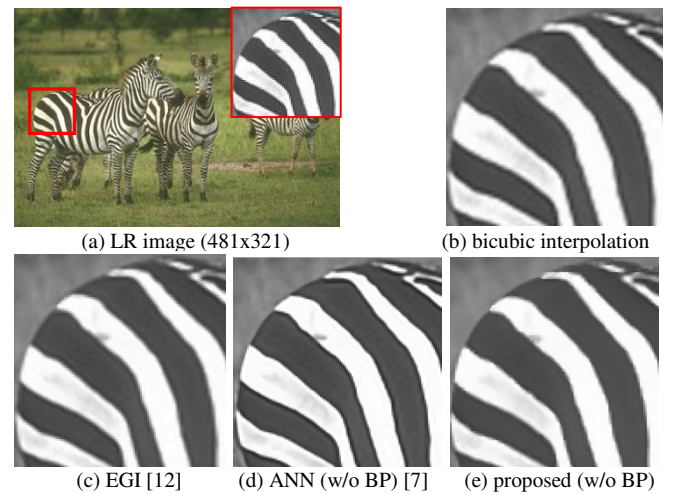 (a) LR image (481x321)
(b) bicubic interpolation
(c) EGI [12]
(d) ANN (w/o BP) [7]
(e) proposed (w/o BP)